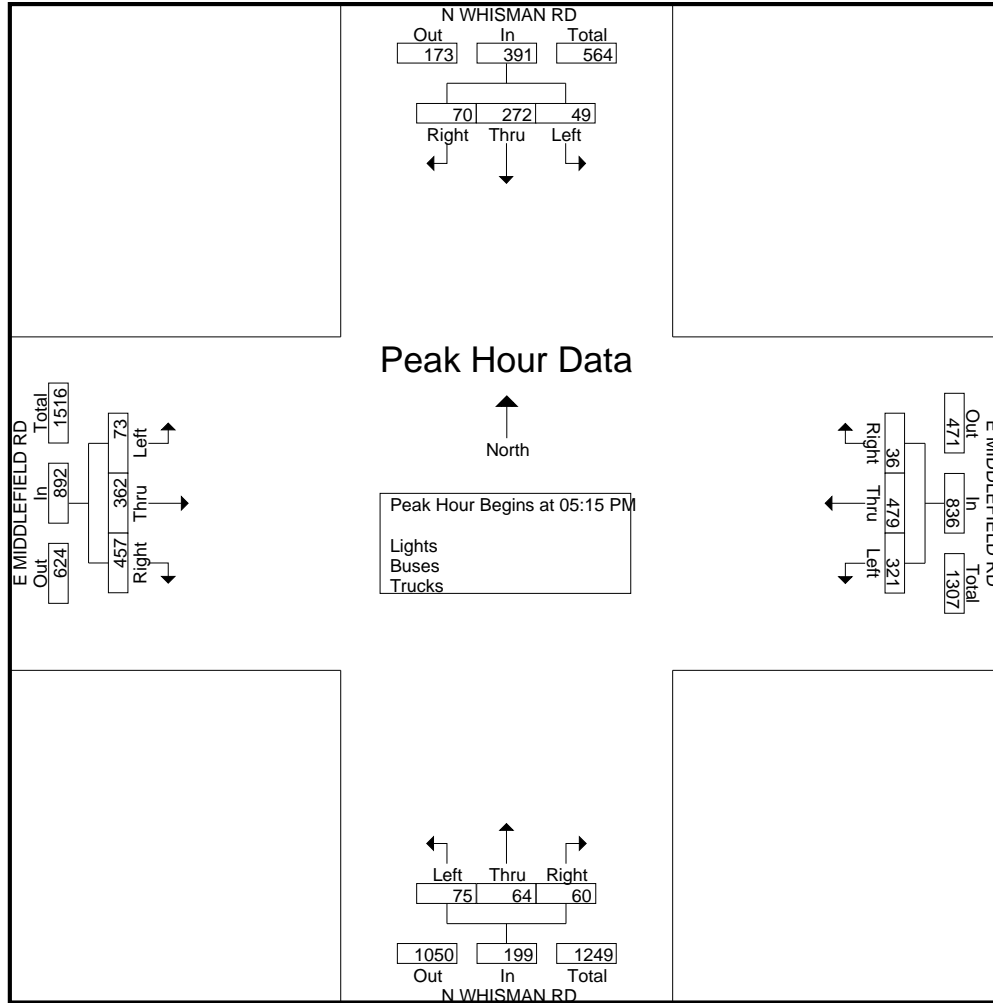 N WHISMAN RD
Out In Total
173 391 564
70 272 49
Right Thru Left
Peak Hour Data
North
Peak Hour Begins at 05:15 PM
Lights
Buses
Trucks
E MIDDLEFIELD RD
Out In Total
624 892 1516
457 362 73
Right Thru Left
E MIDDLEFIELD RD
Out In Total
471 836 1307
36 479 321
Right Thru Left
Left Thru Right
75 64 60
1050 199 1249
Out In Total
N WHISMAN RD